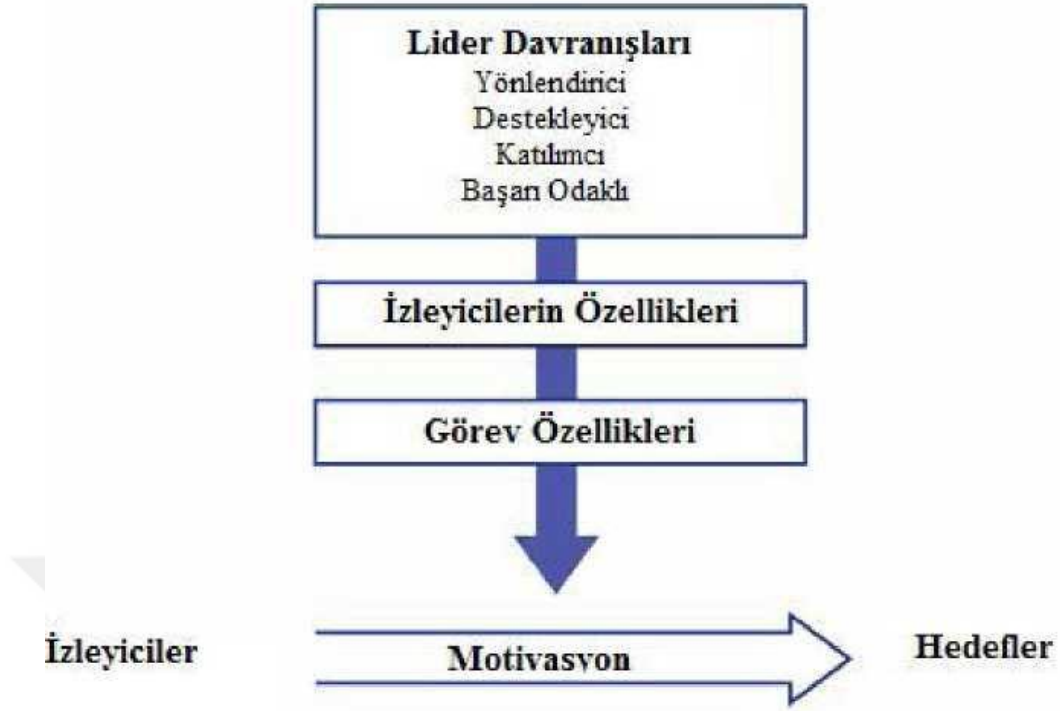 Lider Davranışları
Yönlendirici
Destekleyici
Katılımcı
Başarı Odaklı
İzleyicilerin Özellikleri
Görev Özellikleri
İzleyiciler
Motivasyon
Hedefler